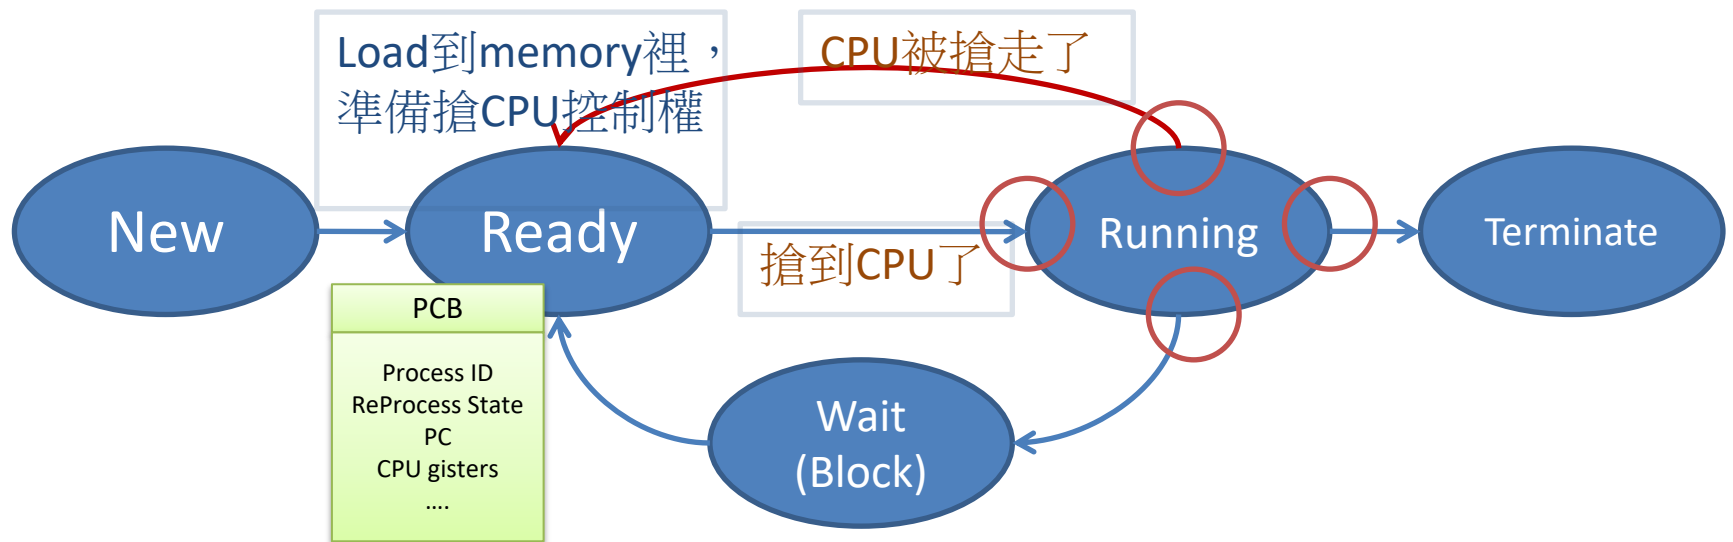 Load到memory裡，
準備搶CPU控制權
CPU被搶走了
New
Ready
搶到CPU了
Running
Terminate
PCB
Process ID
ReProcess State
PC
CPU gisters
....
Wait
(Block)